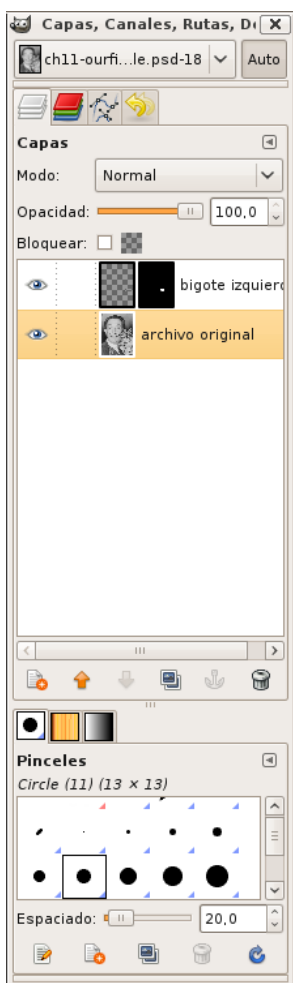 Capas, Canales, Rutas, D
ch11-ourfi...le.psd-18
Auto
Capas
Modo: Normal
Opacidad: 100,0
Bloquear:
bigote izquierd
archivo original
Pinceles
Circle (11) (13 × 13)
Espaciado: 20,0